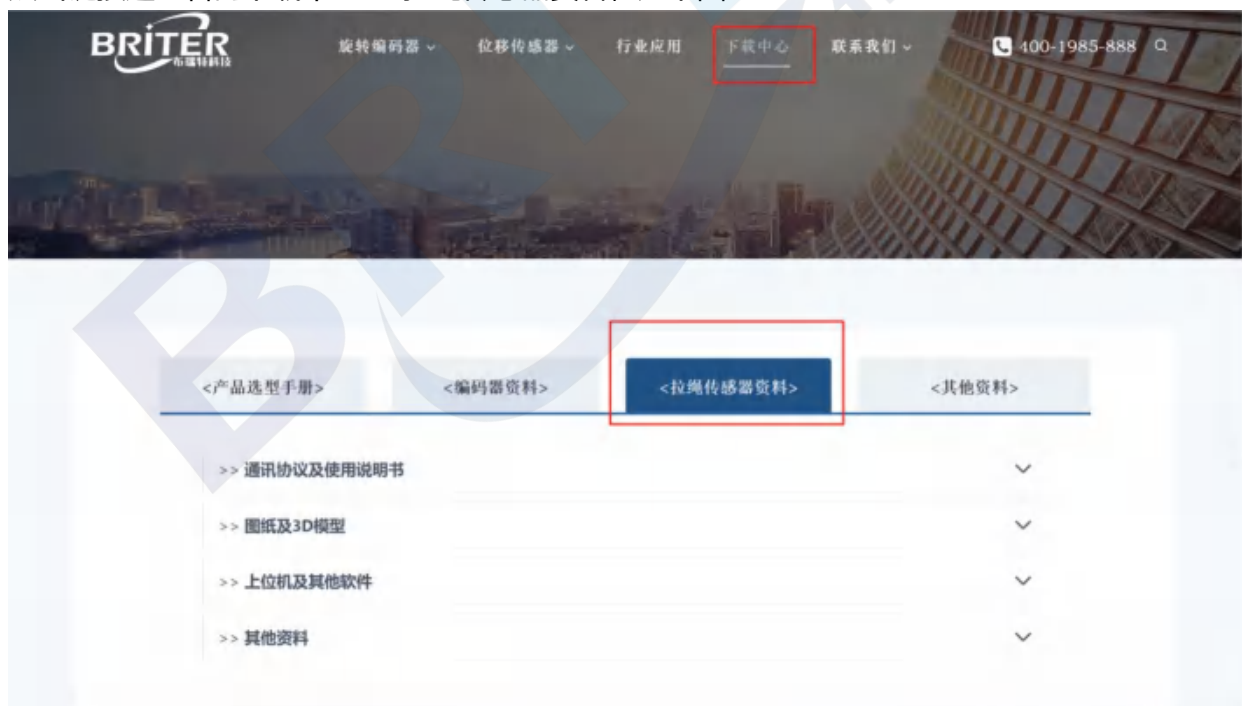 BRITER
布瑞特科技
旋转编码器 位移传感器 行业应用 下载中心 联系我们 400-1985-888
<产品选型手册> <编码器资料> <拉绳传感器资料> <其他资料>
>> 通讯协议及使用说明书
>> 图纸及3D模型
>> 上位机及其他软件
>> 其他资料